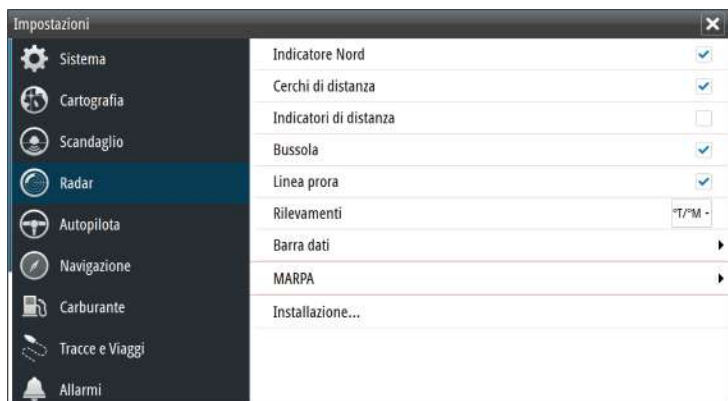 Impostazioni
Sistema
Cartografia
Scandaglio
Radar
Autopilota
Navigazione
Carburante
Tracce e Viaggi
Allarmi
Indicatore Nord
Cerchi di distanza
Indicatori di distanza
Bussola
Linea prora
Rilevamenti °T/°M
Barra dati
MARPA
Installazione...